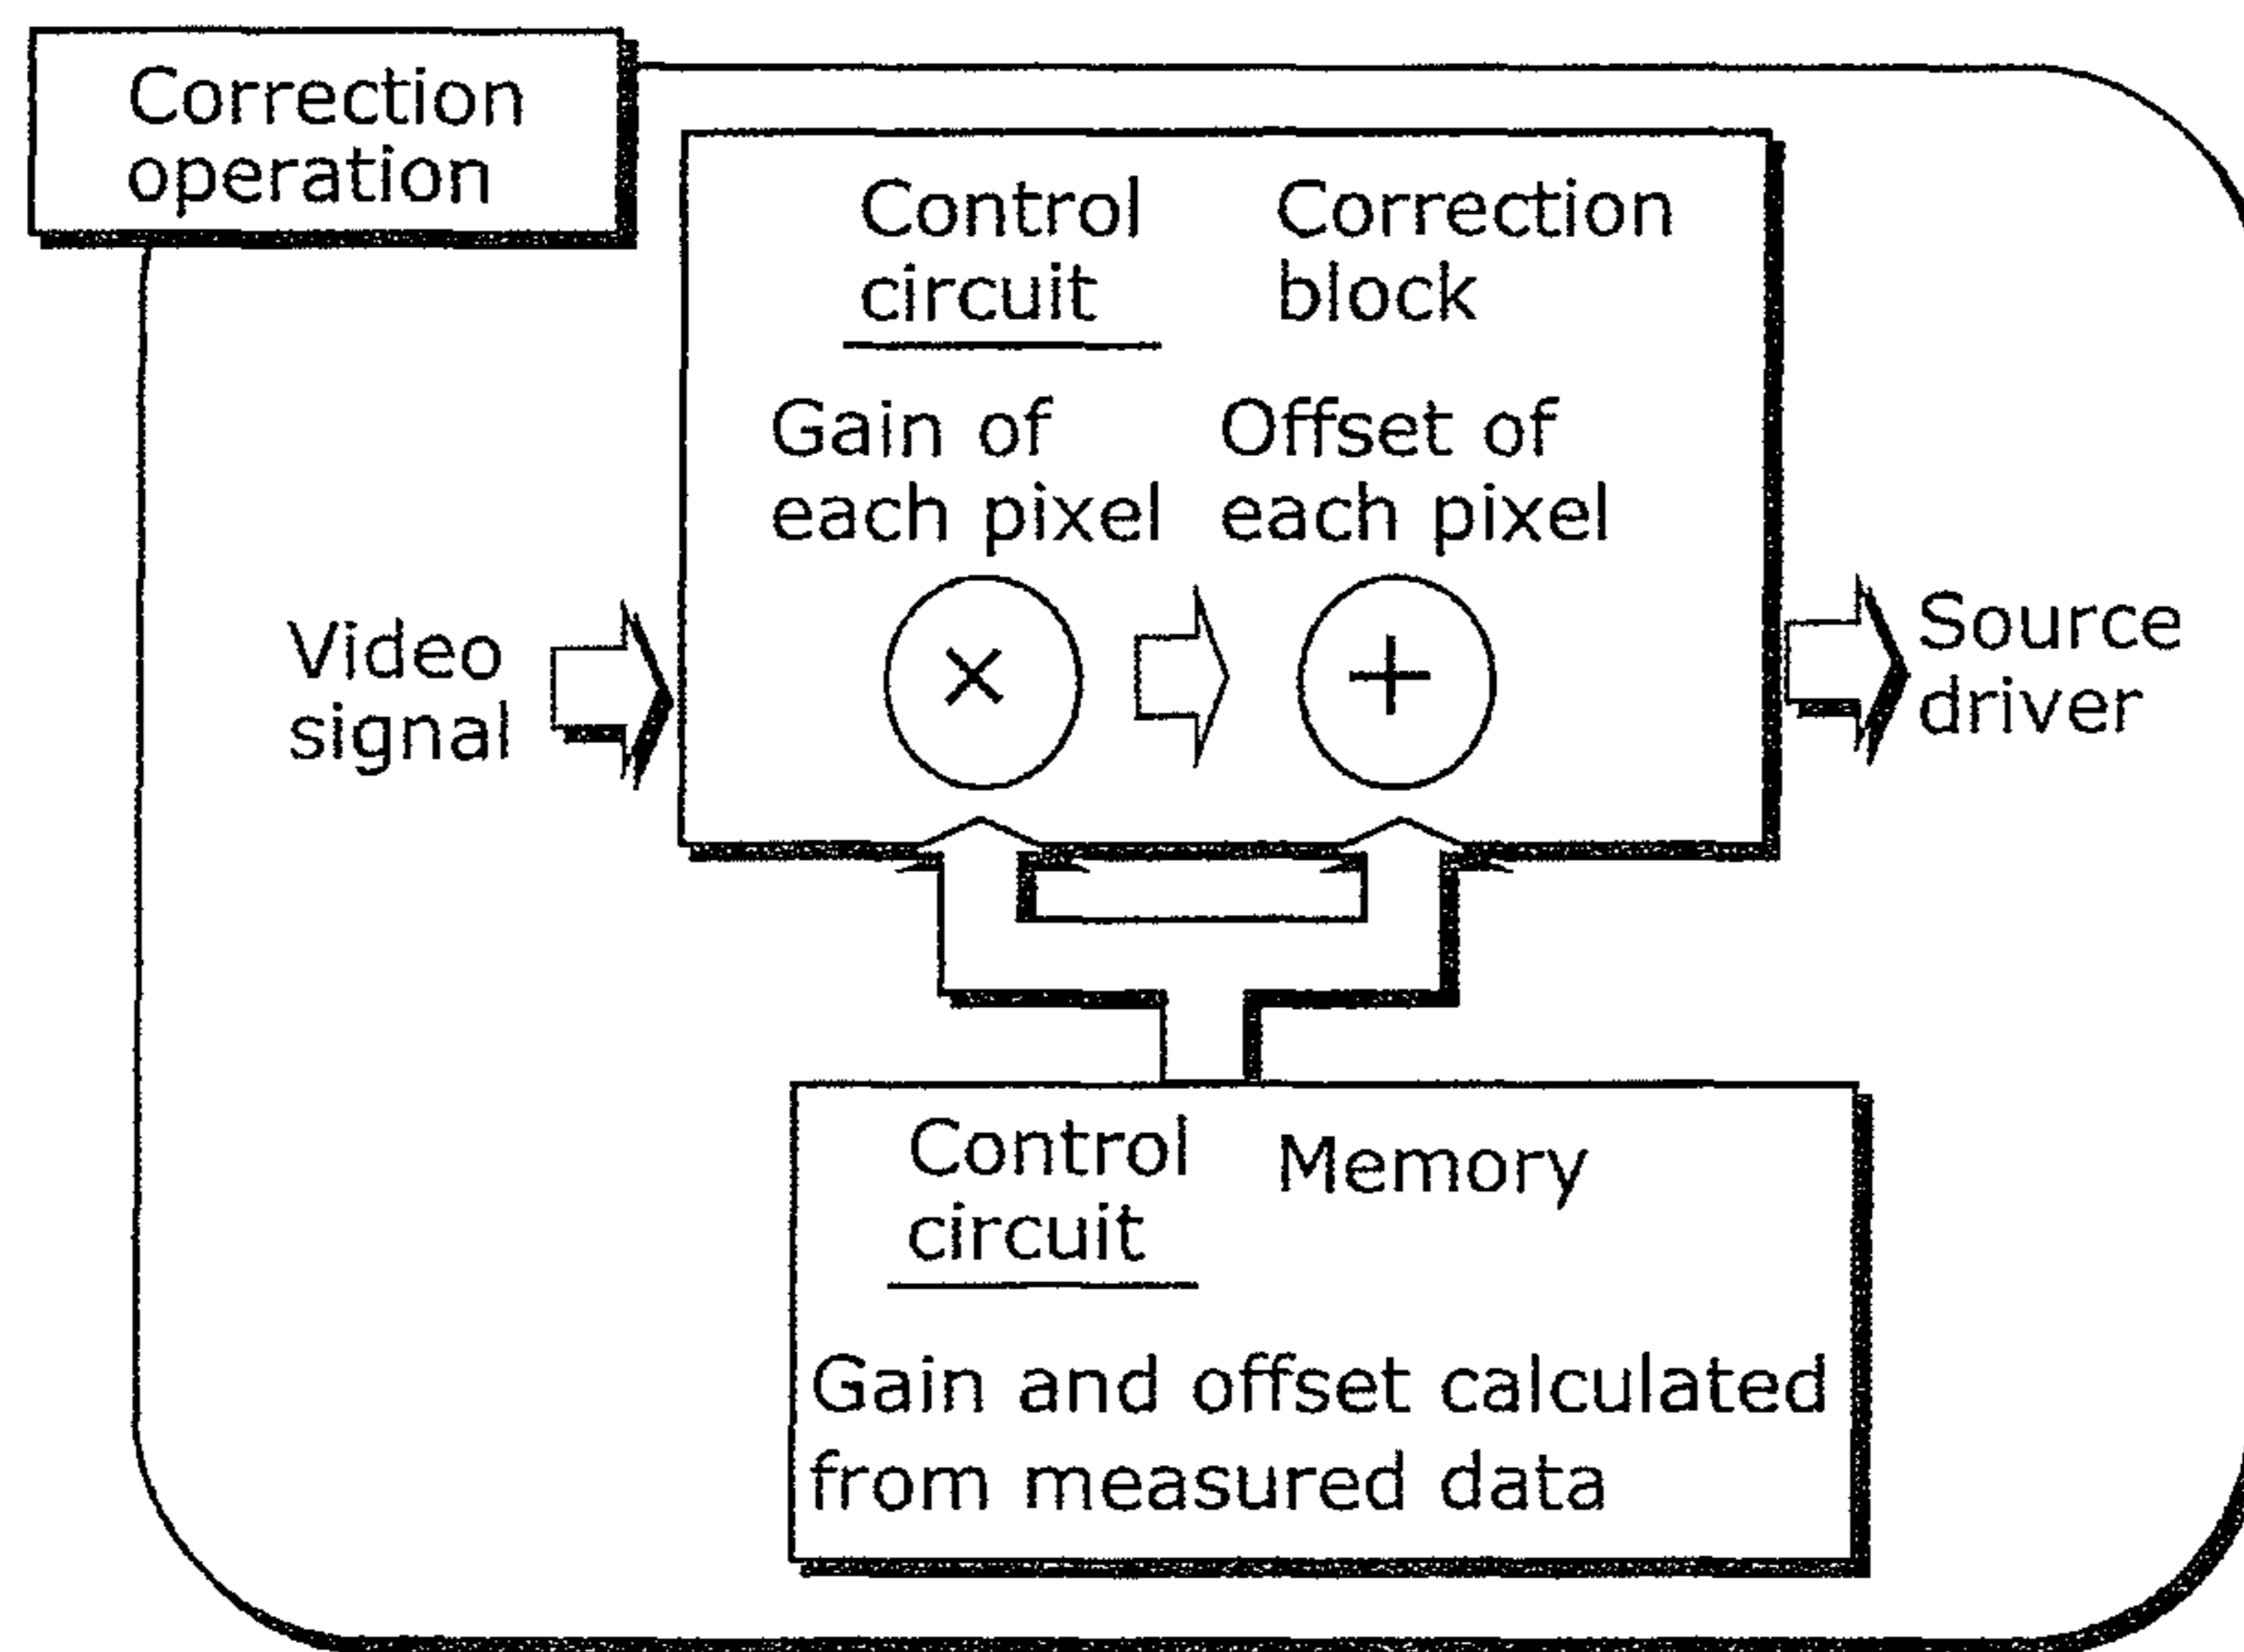 Correction
operation
Control
circuit
Correction
block
Gain of
each pixel
Offset of
each pixel
Video
signal
×
+
Source
driver
Control
circuit
Memory
Gain and offset calculated
from measured data